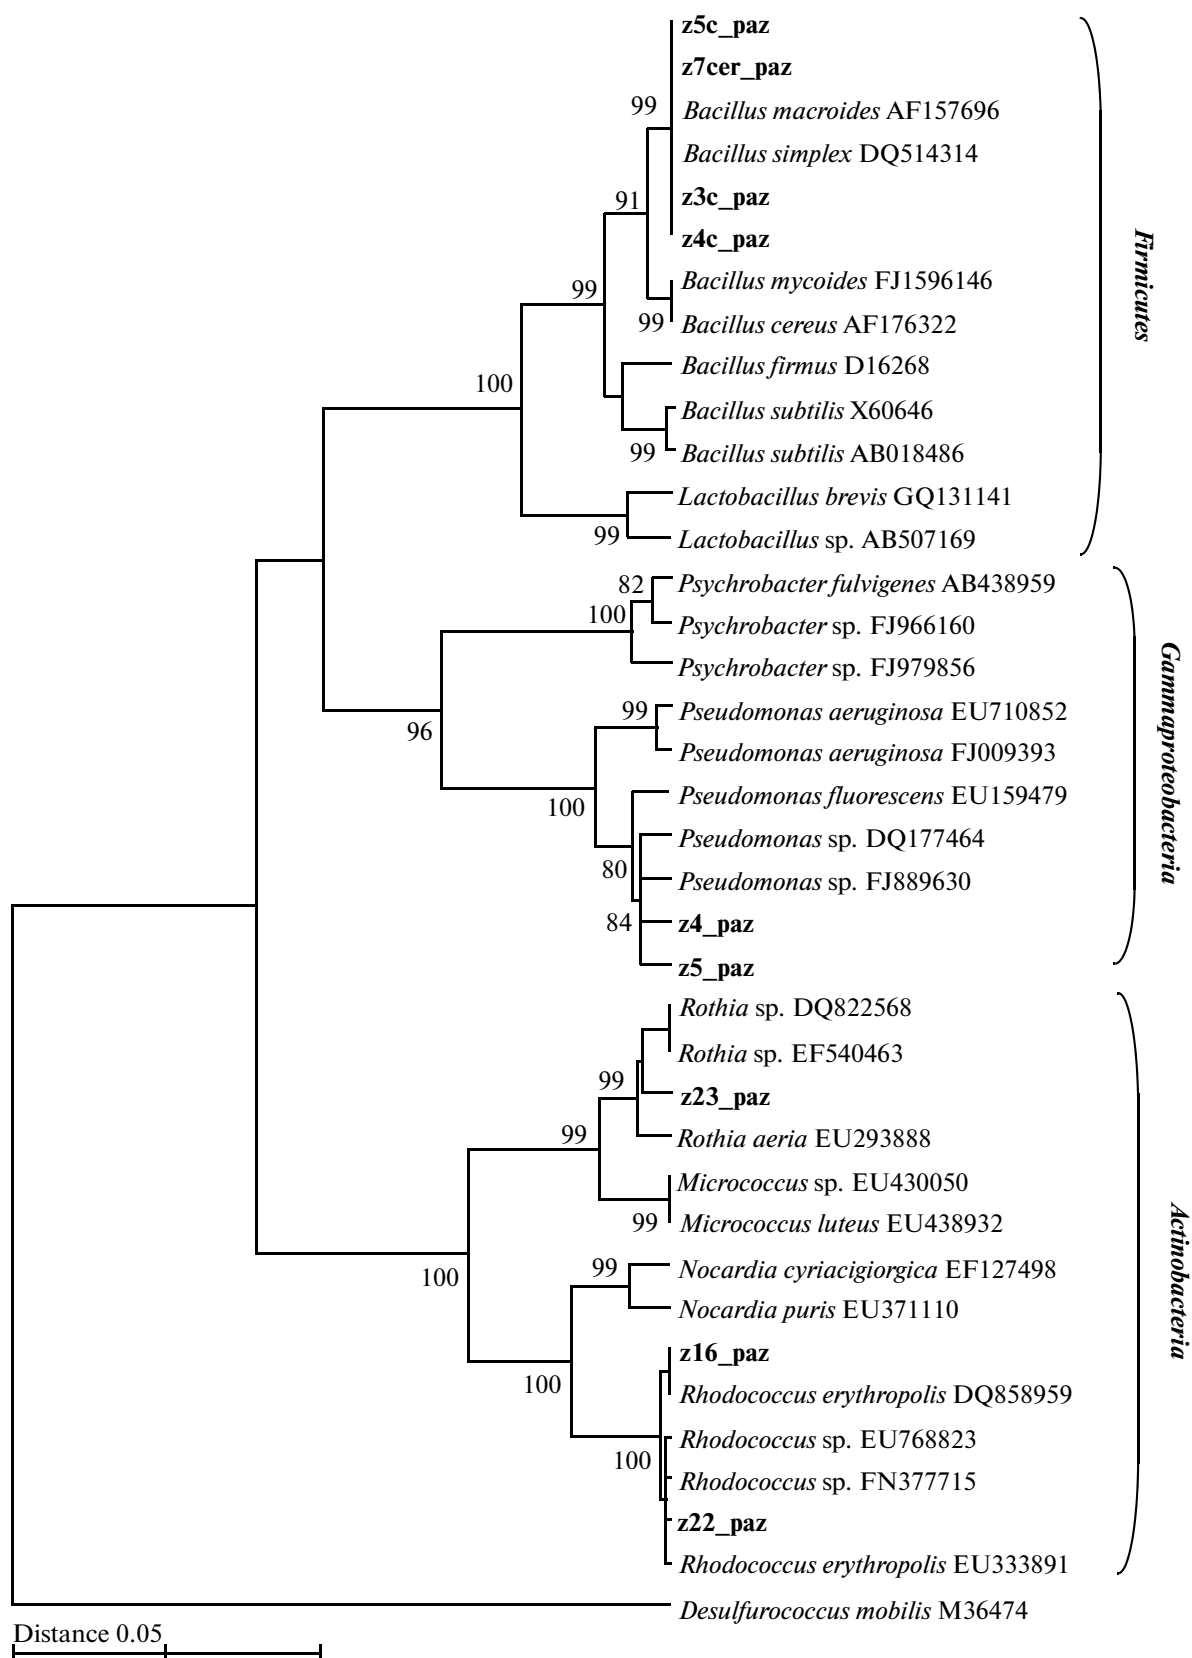 z5c_paz
z7cer_paz
99
Bacillus macroides AF157696
Bacillus simplex DQ514314
91
z3c_paz
z4c_paz
Firmicutes
99
Bacillus mycoides FJ1596146
99
Bacillus cereus AF176322
Bacillus firmus D16268
100
Bacillus subtilis X60646
99
Bacillus subtilis AB018486
Lactobacillus brevis GQ131141
99
Lactobacillus sp. AB507169
82
Psychrobacter fulvigenes AB438959
100
Psychrobacter sp. FJ966160
Psychrobacter sp. FJ979856
Gammaproteobacteria
99
Pseudomonas aeruginosa EU710852
96
Pseudomonas aeruginosa FJ009393
Pseudomonas fluorescens EU159479
100
Pseudomonas sp. DQ177464
80
Pseudomonas sp. FJ889630
84
z4_paz
z5_paz
Rothia sp. DQ822568
Rothia sp. EF540463
99
z23_paz
99
Rothia aeria EU293888
Micrococcus sp. EU430050
99
Micrococcus luteus EU438932
Actinobacteria
100
99
Nocardia cyriacigiorgica EF127498
Nocardia puris EU371110
z16_paz
100
Rhodococcus erythropolis DQ858959
Rhodococcus sp. EU768823
100
Rhodococcus sp. FN377715
z22_paz
Rhodococcus erythropolis EU333891
Desulfurococcus mobilis M36474
Distance 0.05